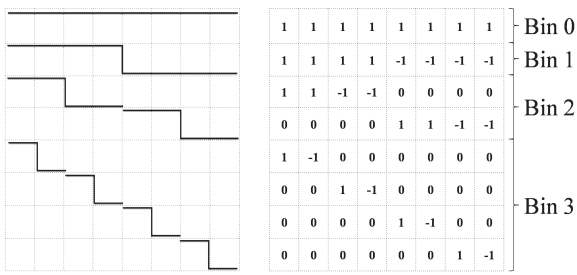 1 1 1 1 1 1 1 1 Bin 0
1 1 1 1 -1 -1 -1 -1 Bin 1
1 1 -1 -1 0 0 0 0
Bin 2
0 0 0 0 1 1 -1 -1
1 -1 0 0 0 0 0 0
0 0 1 -1 0 0 0 0
Bin 3
0 0 0 0 1 -1 0 0
0 0 0 0 0 0 1 -1